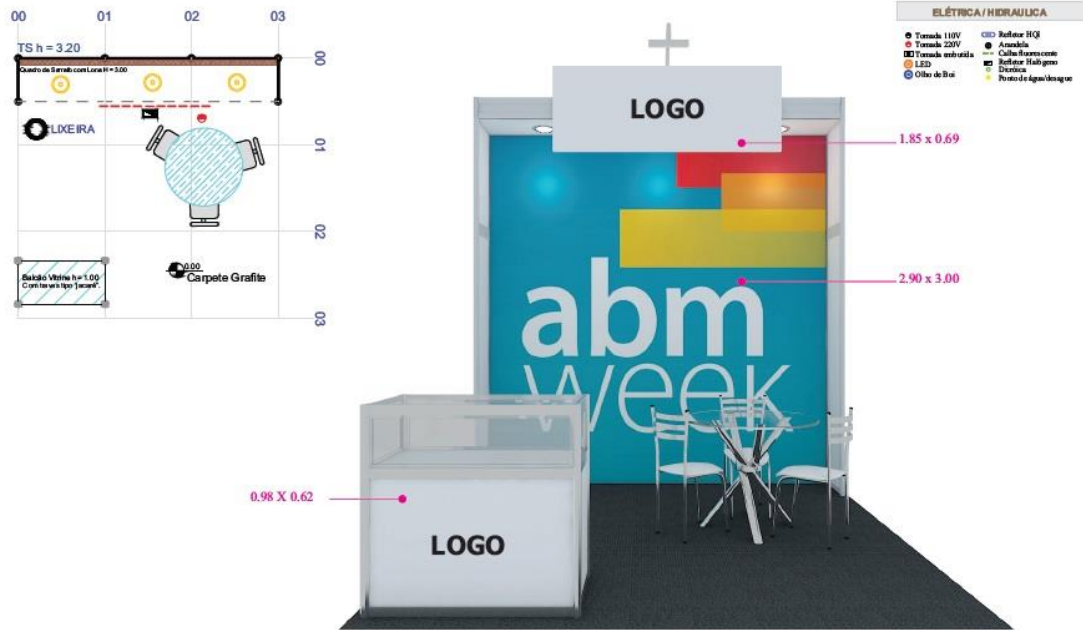 00
01
02
03
TS h = 3.20
00
Quadro de Sarrafo com Lona H = 3.00
LIXEIRA
01
02
Balcão Vitrine h = 1.00
Com travas tipo "jacaré".
0.00
Carpete Grafite
03
ELÉTRICA / HIDRAULICA
Tomada 110V
Tomada 220V
Tomada embutida
LED
Olho de Boi
Refletor HQI
Arandela
Calha fluorescente
Refletor Halógeno
Dicróica
Ponto de água/desague
LOGO
1.85 x 0.69
2.90 x 3.00
abm
week
0.98 X 0.62
LOGO